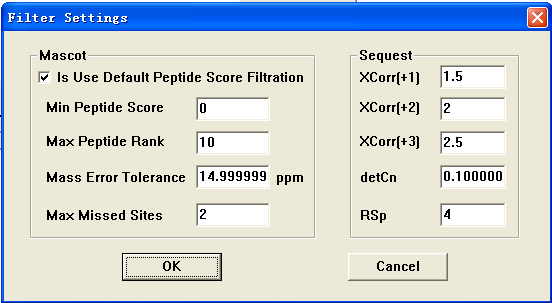 Filter Settings
Mascot
Is Use Default Peptide Score Filtration
Min Peptide Score 0
Max Peptide Rank 10
Mass Error Tolerance 14.999999 ppm
Max Missed Sites 2
Sequest
XCorr(+1) 1.5
XCorr(+2) 2
XCorr(+3) 2.5
detCn 0.100000
RSp 4
OK
Cancel